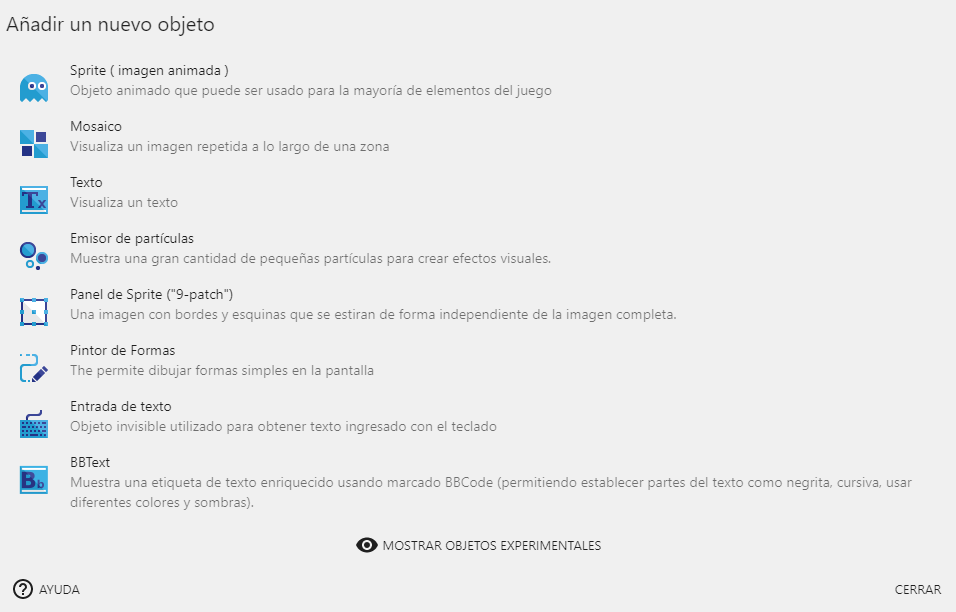 Añadir un nuevo objeto
Sprite ( imagen animada )
Objeto animado que puede ser usado para la mayoría de elementos del juego
Mosaico
Visualiza un imagen repetida a lo largo de una zona
Texto
Visualiza un texto
Emisor de partículas
Muestra una gran cantidad de pequeñas partículas para crear efectos visuales.
Panel de Sprite ("9-patch")
Una imagen con bordes y esquinas que se estiran de forma independiente de la imagen completa.
Pintor de Formas
The permite dibujar formas simples en la pantalla
Entrada de texto
Objeto invisible utilizado para obtener texto ingresado con el teclado
BBText
Muestra una etiqueta de texto enriquecido usando marcado BBCode (permitiendo establecer partes del texto como negrita, cursiva, usar
diferentes colores y sombras).
MOSTRAR OBJETOS EXPERIMENTALES
AYUDA
CERRAR